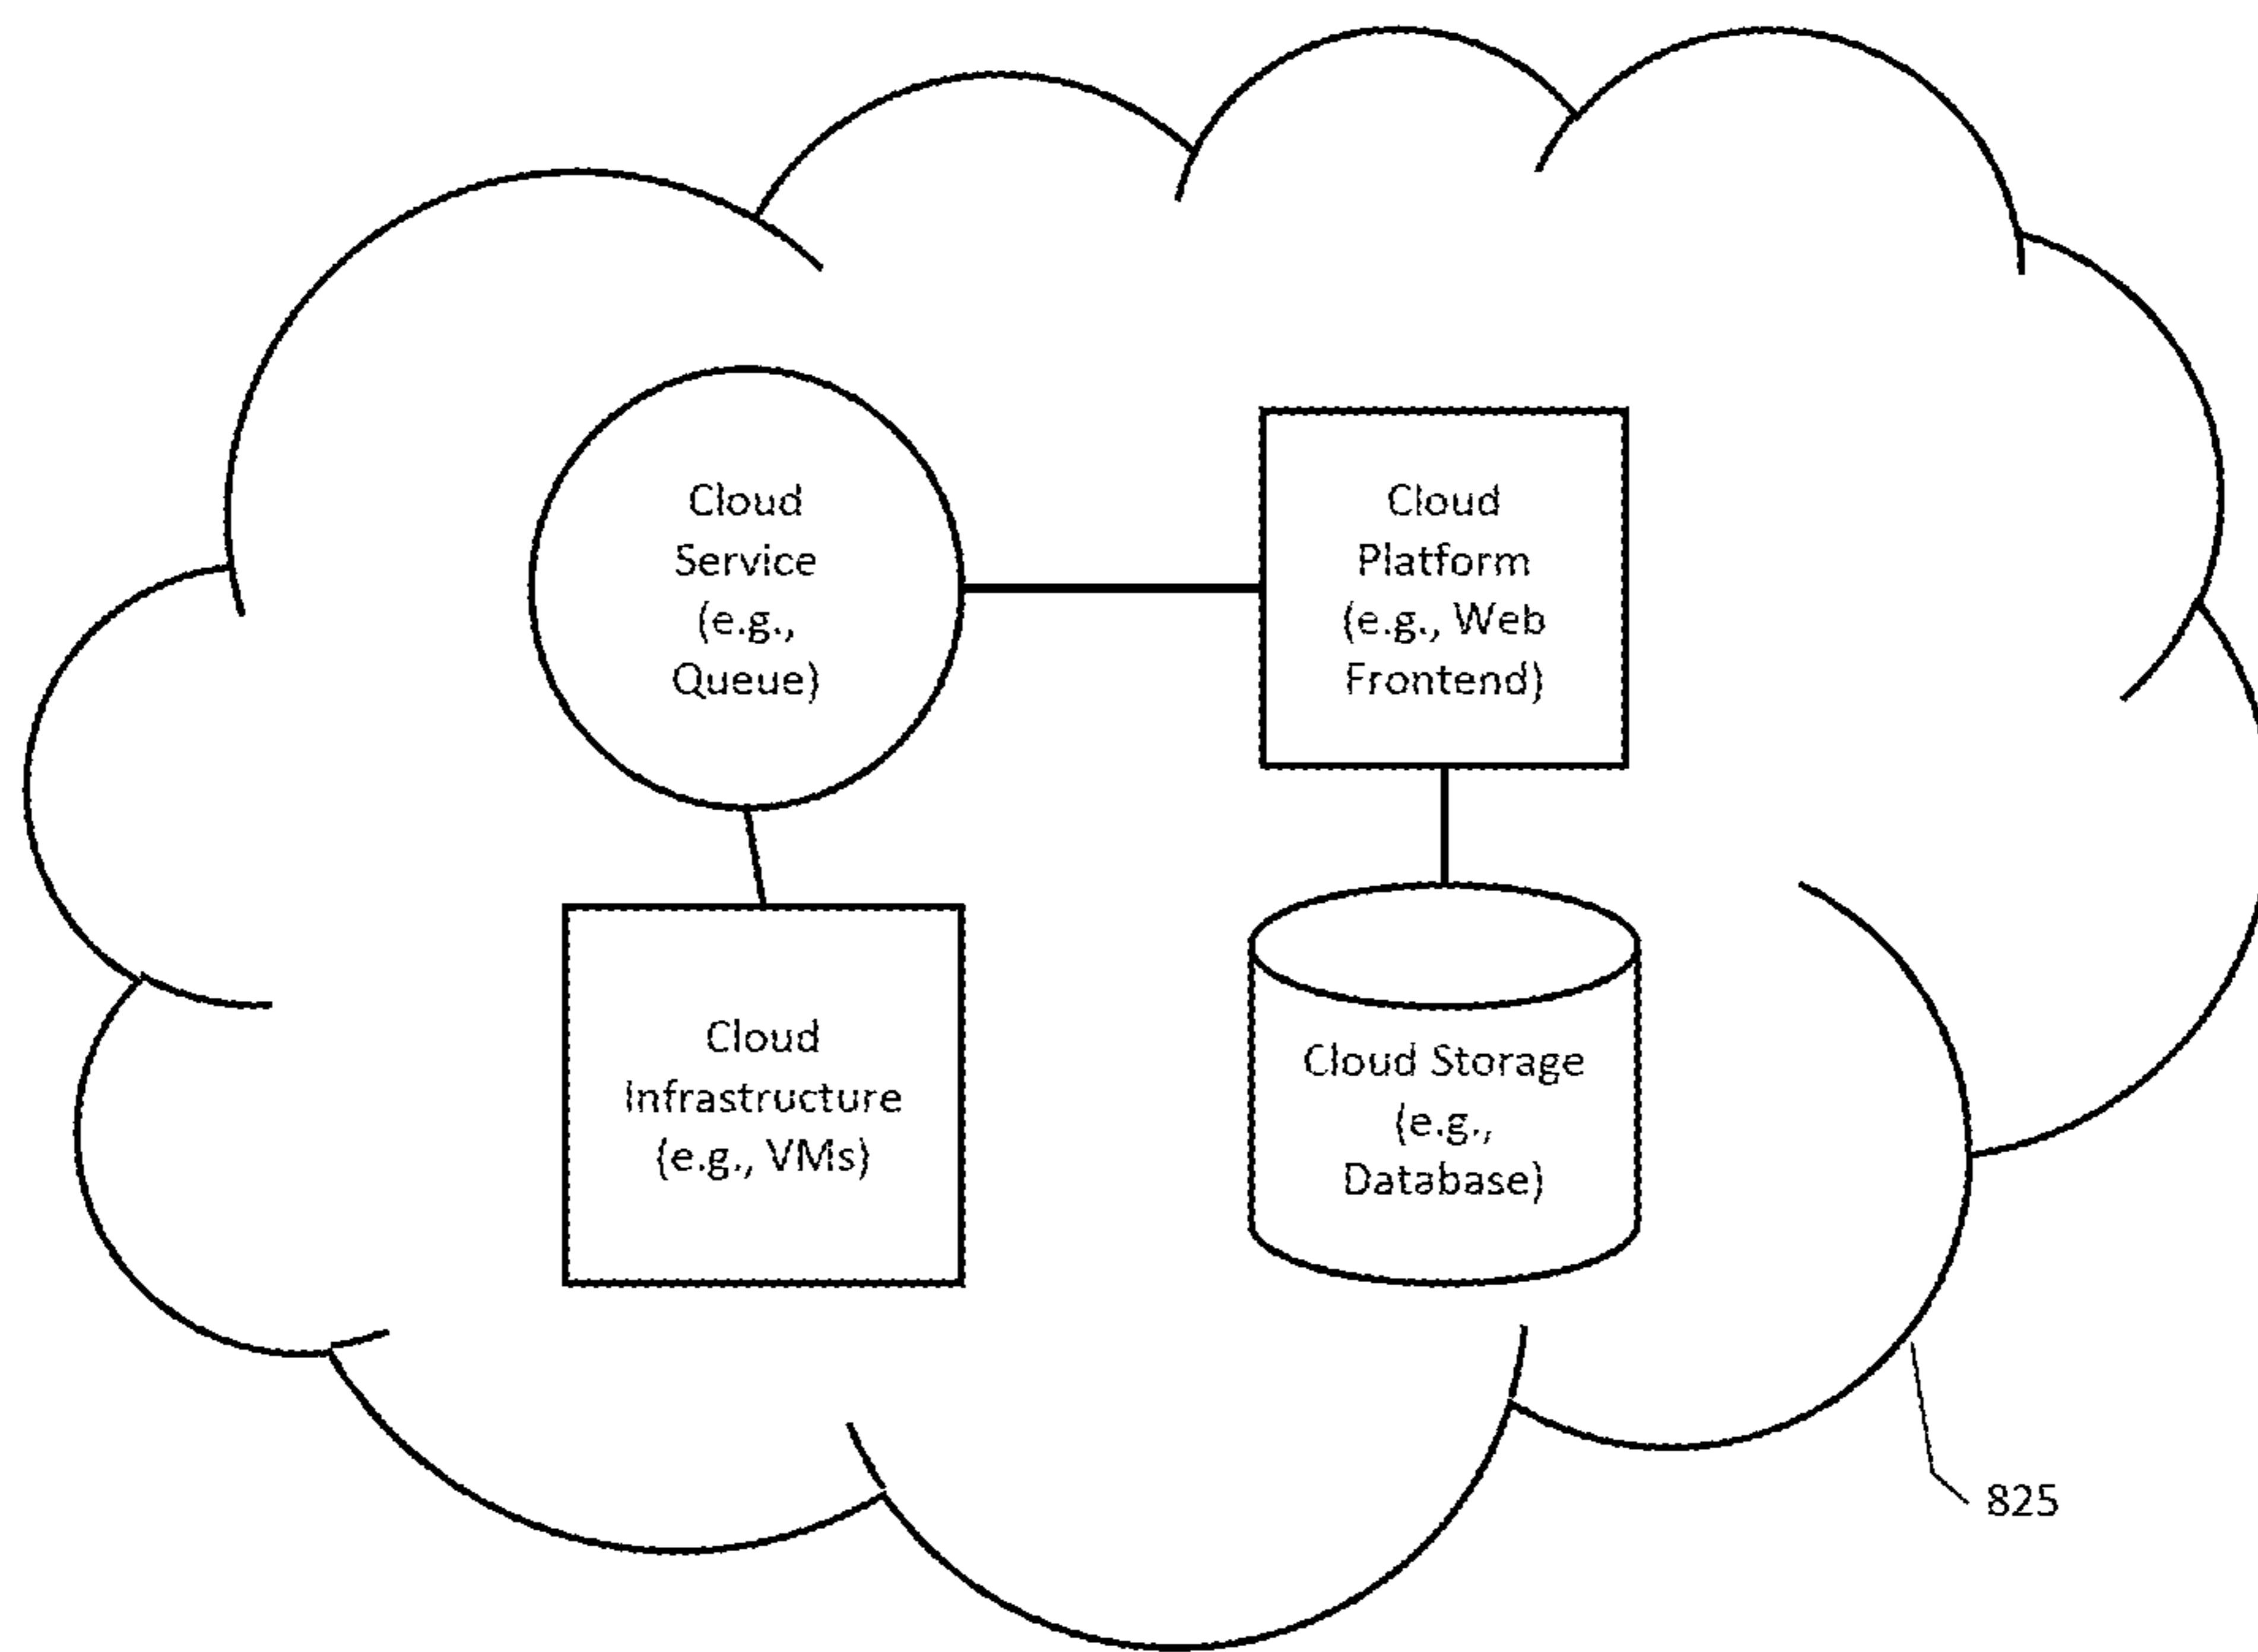 Cloud
Service
(e.g.,
Queue)
Cloud
Platform
(e.g., Web
Frontend)
Cloud
Infrastructure
(e.g., VMs)
Cloud Storage
(e.g.,
Database)
825